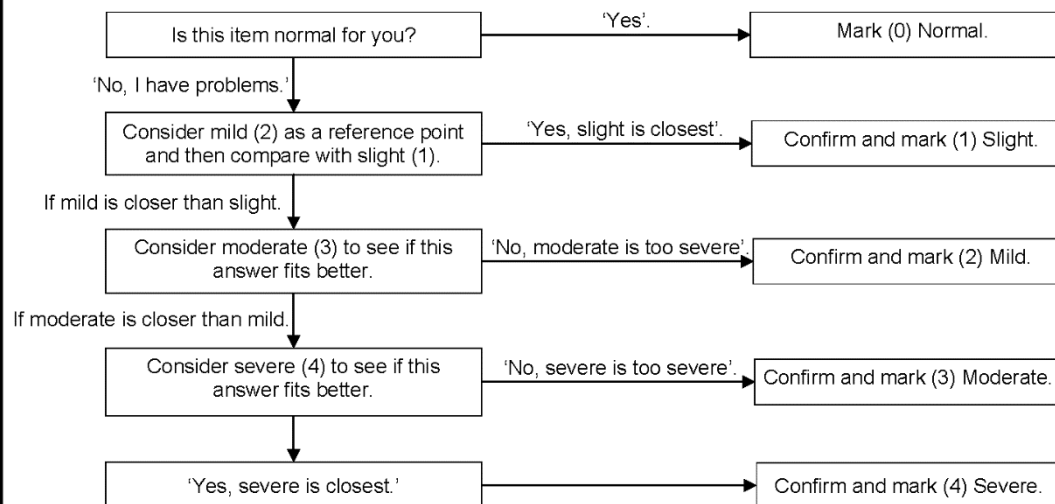 Is this item normal for you?
‘Yes’.
Mark (0) Normal.
‘No, I have problems.’
Consider mild (2) as a reference point
and then compare with slight (1).
‘Yes, slight is closest’.
Confirm and mark (1) Slight.
If mild is closer than slight.
Consider moderate (3) to see if this
answer fits better.
‘No, moderate is too severe’.
Confirm and mark (2) Mild.
If moderate is closer than mild.
Consider severe (4) to see if this
answer fits better.
‘No, severe is too severe’.
Confirm and mark (3) Moderate.
‘Yes, severe is closest.’
Confirm and mark (4) Severe.